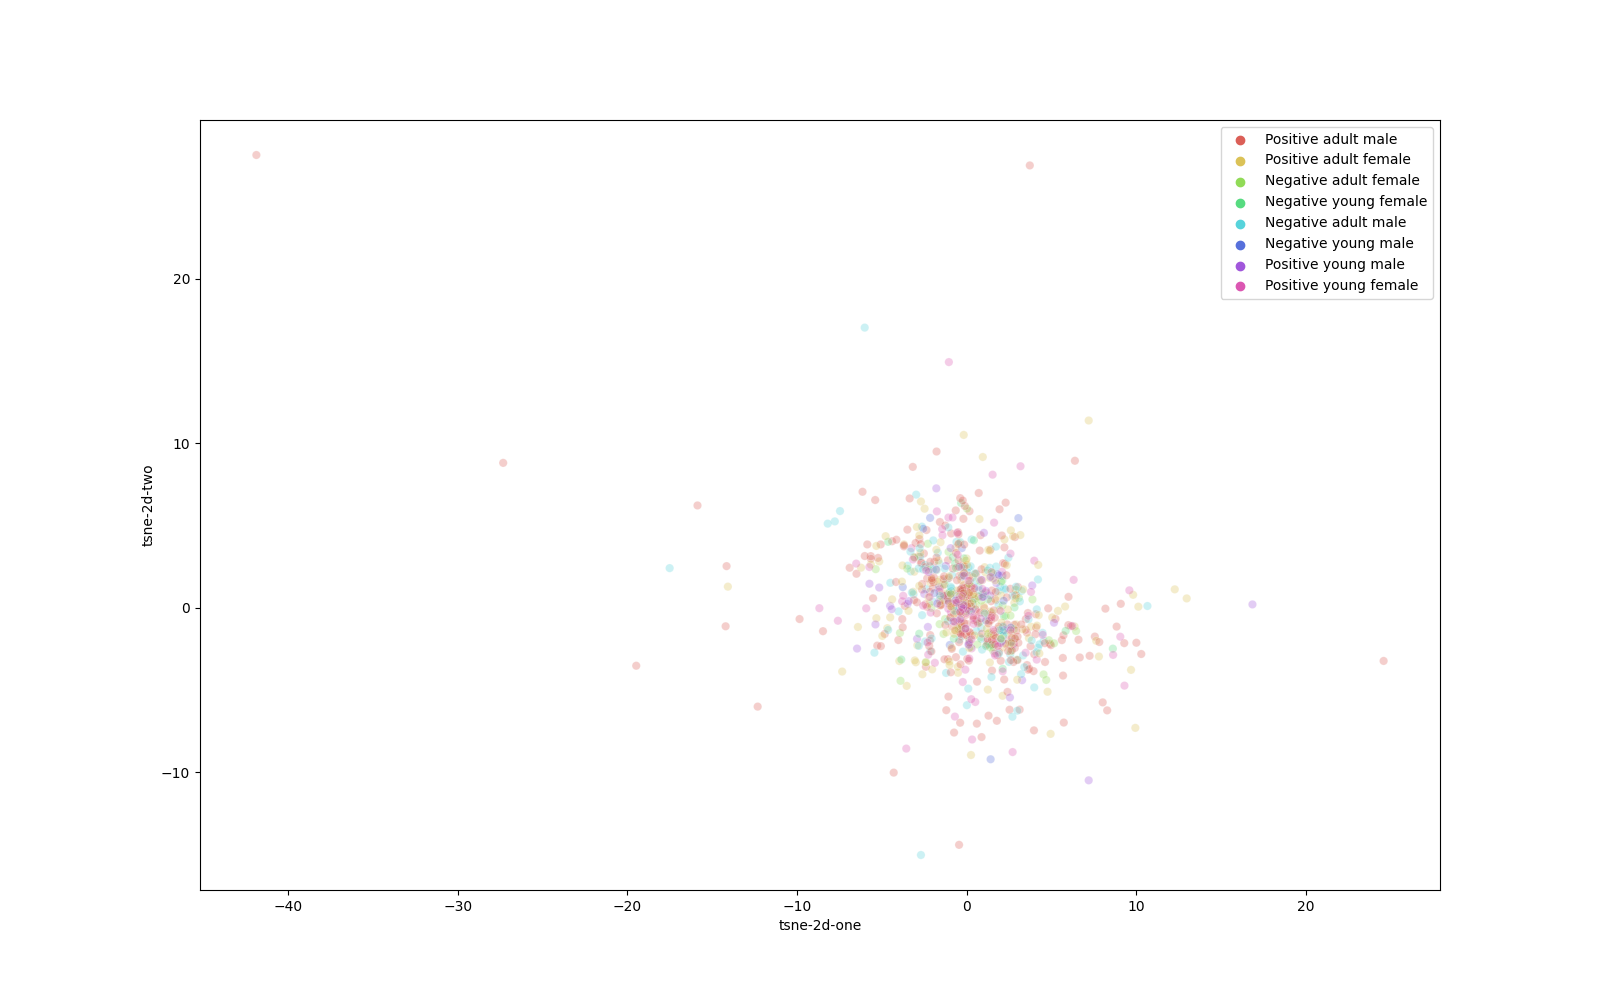 Positive adult male
Positive adult female
Negative adult female
Negative young female
Negative adult male
Negative young male
Positive young male
Positive young female
20
10
0
−10
tsne-2d-two
−40
−30
−20
−10
0
10
20
tsne-2d-one